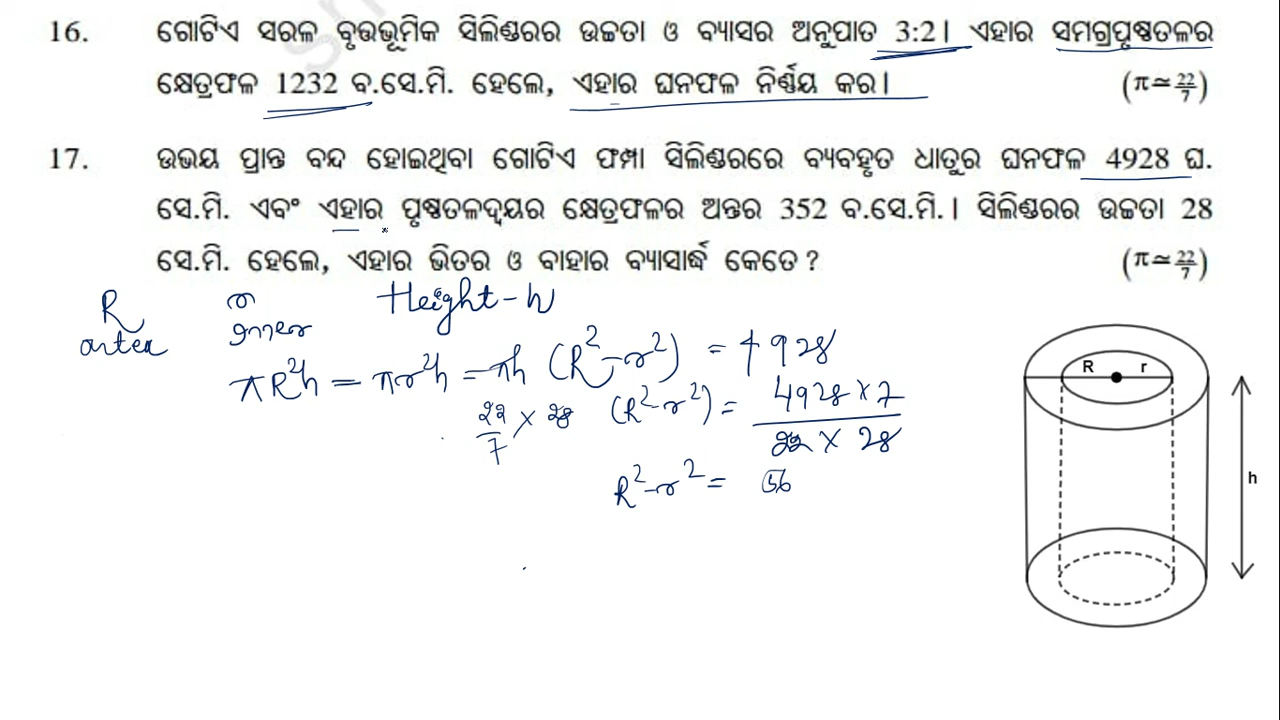 16. ଗୋଟିଏ ସରଳ ବୃତ୍ତଭୂମିକ ସିଲିଣ୍ଡରର ଉଚ୍ଚତା ଓ ବ୍ୟାସର ଅନୁପାତ 3:2। ଏହାର ସମଗ୍ରପୃଷ୍ଠତଳର
କ୍ଷେତ୍ରଫଳ 1232 ବ.ସେ.ମି. ହେଲେ, ଏହାର ଘନଫଳ ନିର୍ଣ୍ଣୟ କର। (π≃22/7)
17. ଉଭୟ ପ୍ରାନ୍ତ ବନ୍ଦ ହୋଇଥିବା ଗୋଟିଏ ଫମ୍ପା ସିଲିଣ୍ଡରରେ ବ୍ୟବହୃତ ଧାତୁର ଘନଫଳ 4928 ଘ.
ସେ.ମି. ଏବଂ ଏହାର ପୃଷ୍ଠତଳଦ୍ୱୟର କ୍ଷେତ୍ରଫଳର ଅନ୍ତର 352 ବ.ସେ.ମି.। ସିଲିଣ୍ଡରର ଉଚ୍ଚତା 28
ସେ.ମି. ହେଲେ, ଏହାର ଭିତର ଓ ବାହାର ବ୍ୟାସାର୍ଦ୍ଧ କେତେ ? (π≃22/7)
R r Height-h
outer inner
πR²h = πr²h = πh (R²-r²) = 4928
22/7 × 28 (R²-r²) = 4928×7 / 22×28
R²-r² = 56
R r
h